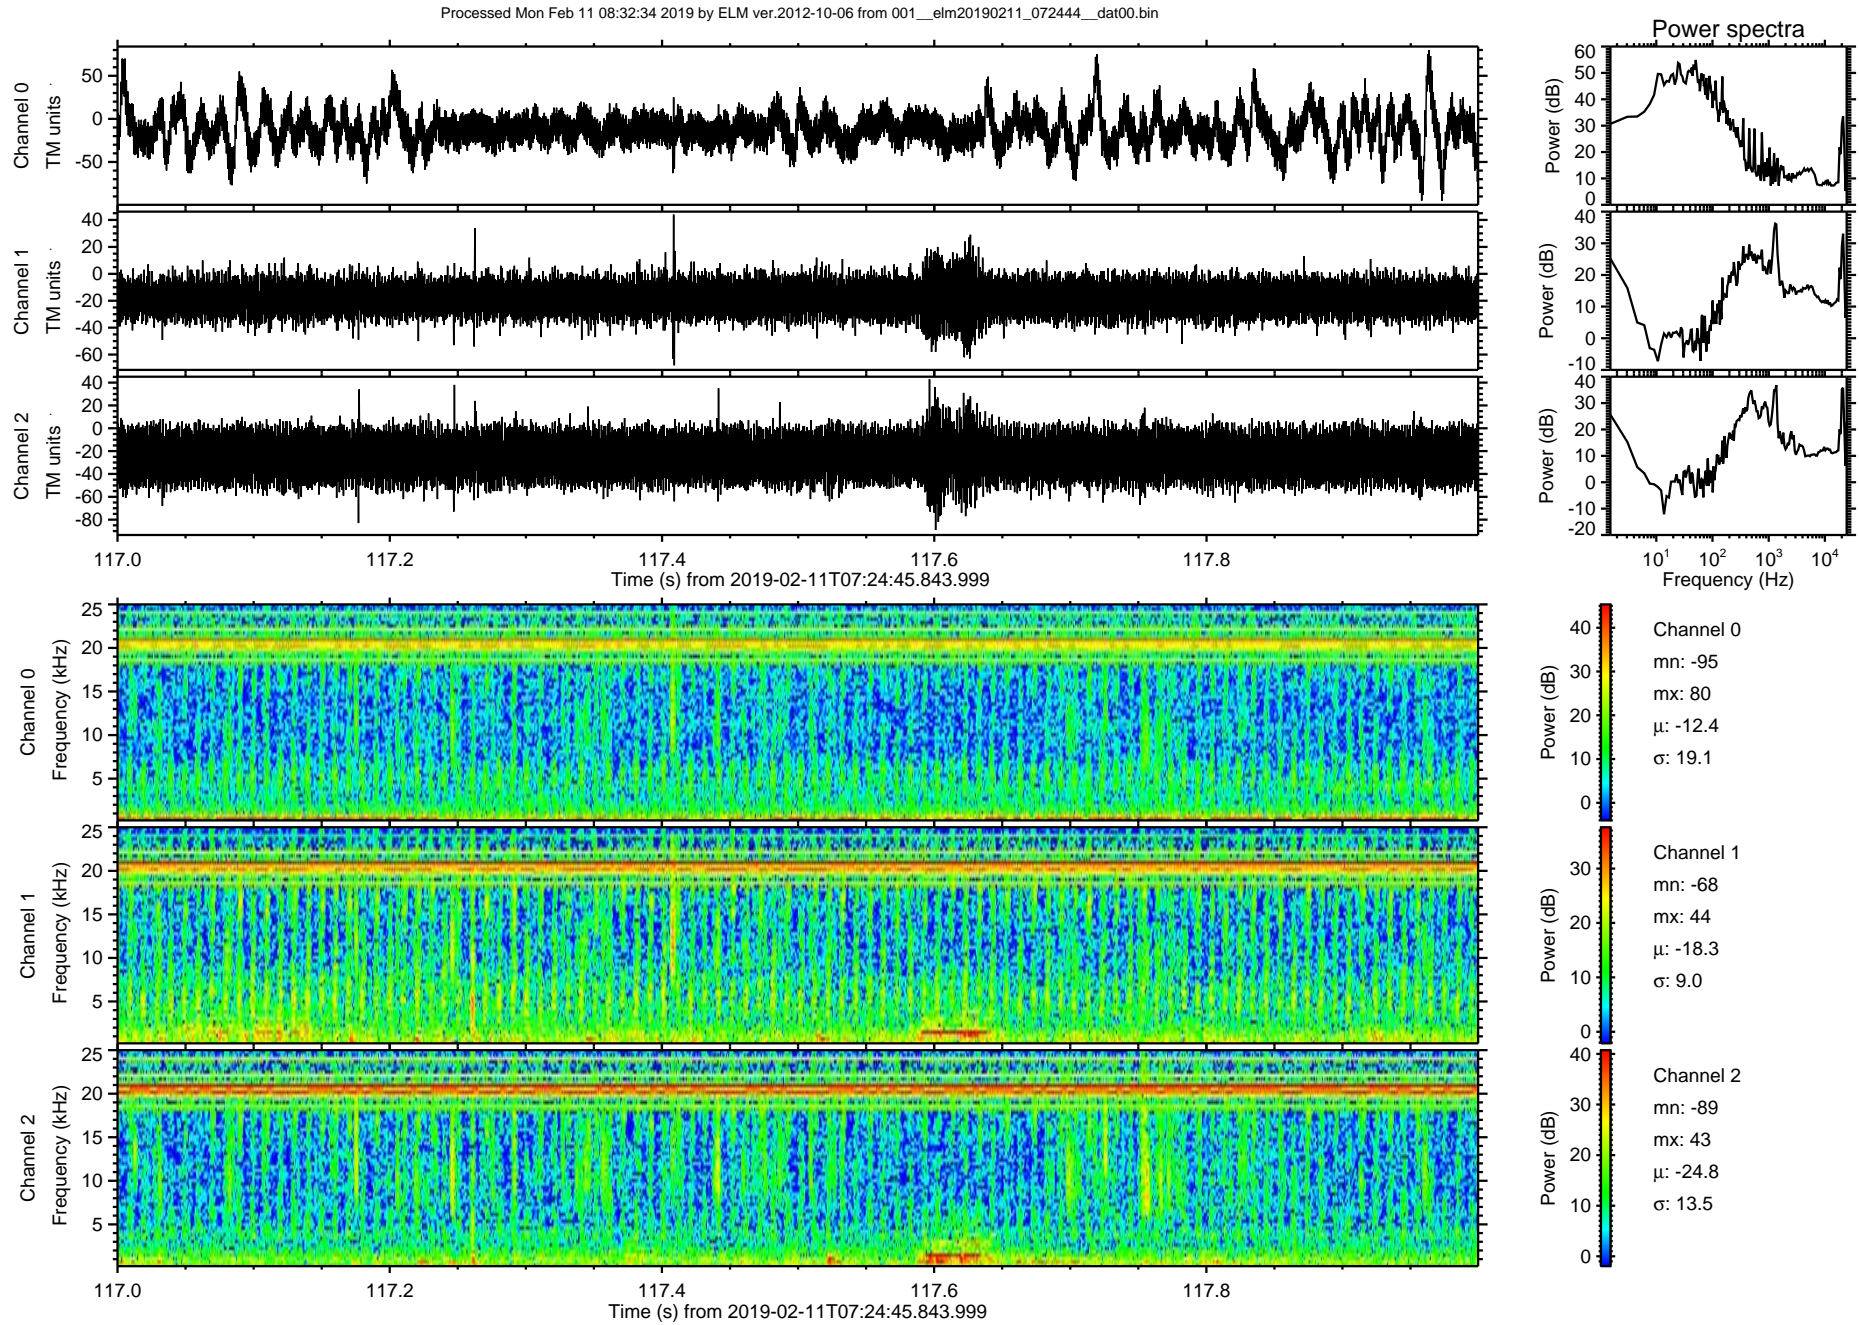 Processed Mon Feb 11 08:32:34 2019 by ELM ver.2012-10-06 from 001__elm20190211_072444__dat00.bin
Power spectra
Channel 0
TM units
50
0
-50
Power (dB)
60
50
40
30
20
10
0
Channel 1
TM units
40
20
0
-20
-40
-60
Power (dB)
40
30
20
10
0
-10
Channel 2
TM units
40
20
0
-20
-40
-60
-80
Power (dB)
40
30
20
10
0
-10
-20
117.0 117.2 117.4 117.6 117.8
Time (s) from 2019-02-11T07:24:45.843.999
10¹ 10² 10³ 10⁴
Frequency (Hz)
Channel 0
Frequency (kHz)
25
20
15
10
5
Power (dB)
40
30
20
10
0
Channel 0
mn: -95
mx: 80
µ: -12.4
σ: 19.1
Channel 1
Frequency (kHz)
25
20
15
10
5
Power (dB)
30
20
10
0
Channel 1
mn: -68
mx: 44
µ: -18.3
σ: 9.0
Channel 2
Frequency (kHz)
25
20
15
10
5
Power (dB)
40
30
20
10
0
Channel 2
mn: -89
mx: 43
µ: -24.8
σ: 13.5
117.0 117.2 117.4 117.6 117.8
Time (s) from 2019-02-11T07:24:45.843.999